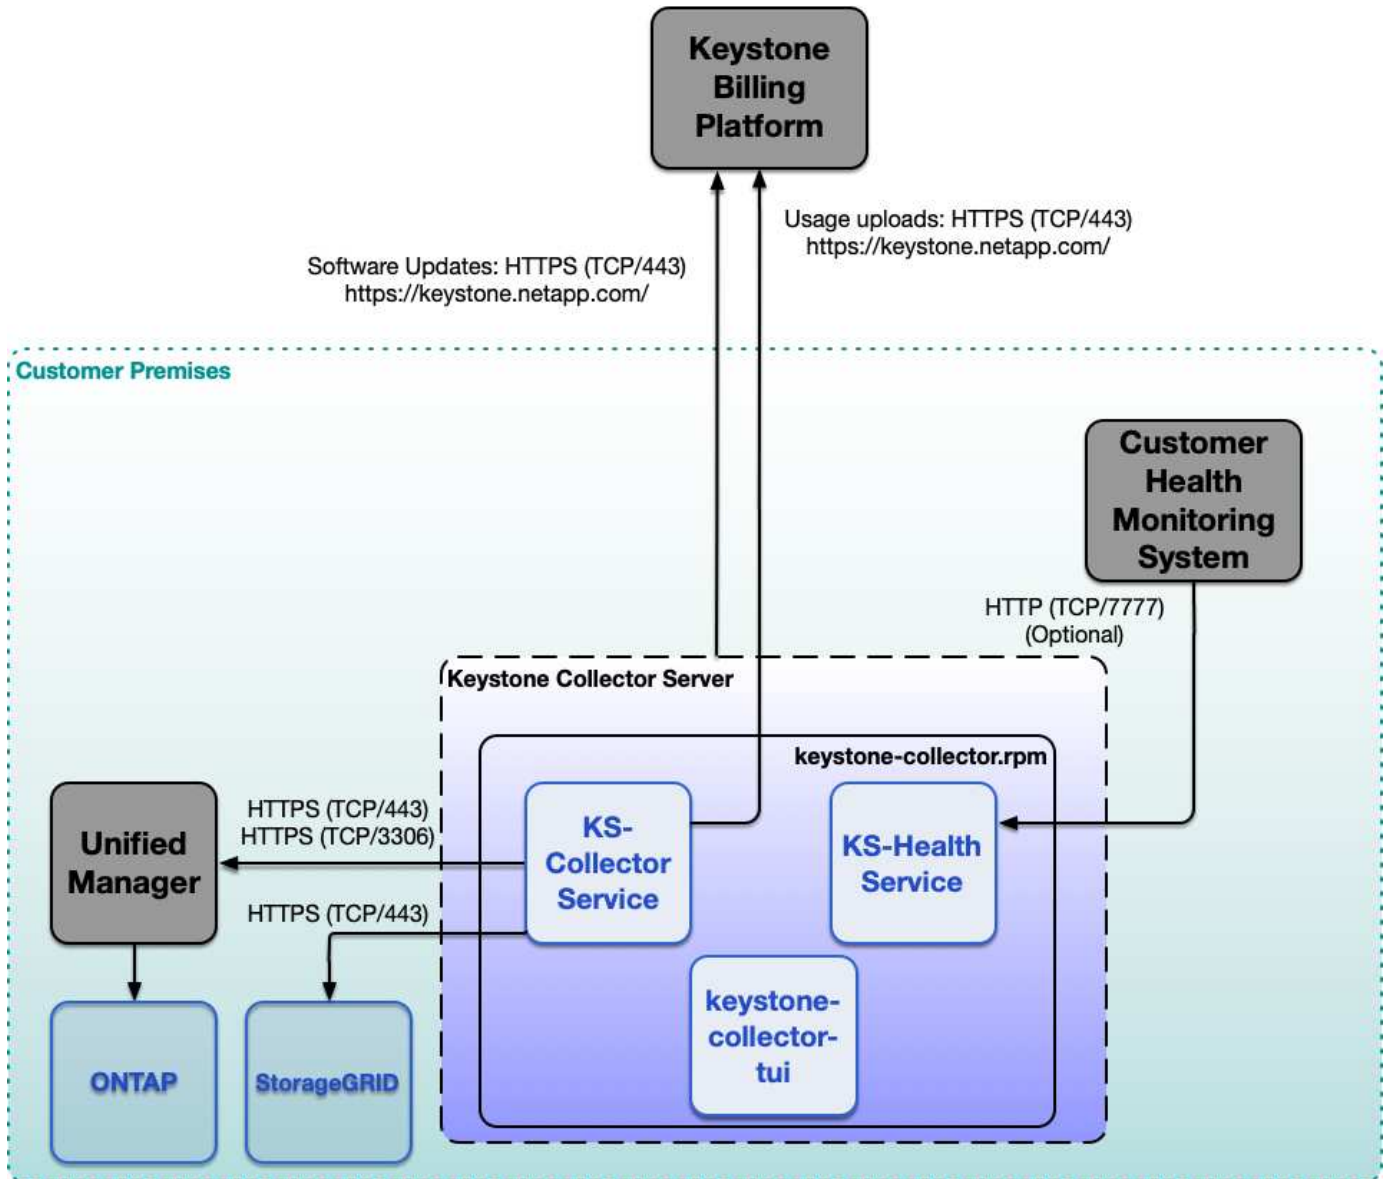 Keystone
Billing
Platform
Usage uploads: HTTPS (TCP/443)
https://keystone.netapp.com/
Software Updates: HTTPS (TCP/443)
https://keystone.netapp.com/
Customer Premises
Customer
Health
Monitoring
System
HTTP (TCP/7777)
(Optional)
Keystone Collector Server
keystone-collector.rpm
Unified
Manager
HTTPS (TCP/443)
HTTPS (TCP/3306)
HTTPS (TCP/443)
KS-
Collector
Service
KS-Health
Service
keystone-
collector-
tui
ONTAP
StorageGRID